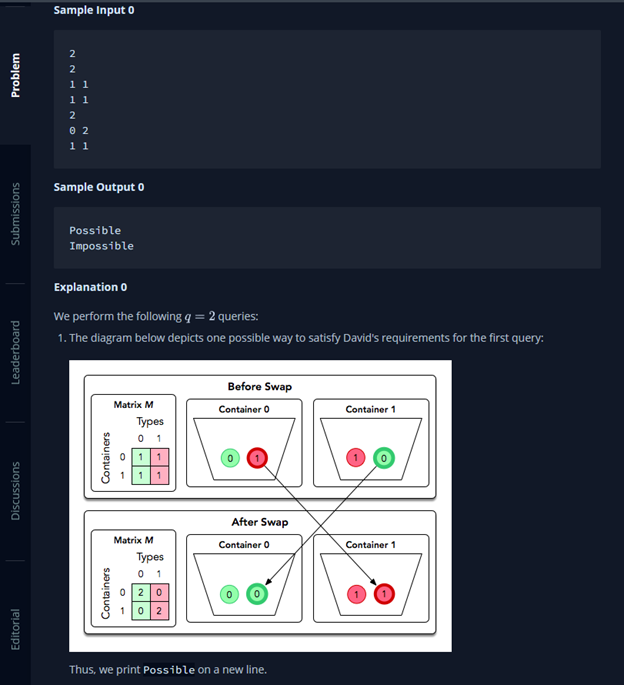 Problem
Submissions
Leaderboard
Discussions
Editorial
Sample Input 0
2
2
1 1
1 1
2
0 2
1 1
Sample Output 0
Possible
Impossible
Explanation 0
We perform the following q = 2 queries:
1. The diagram below depicts one possible way to satisfy David's requirements for the first query:
Before Swap
Matrix M
Types
0 1
Containers
0 1 1
1 1 1
Container 0
0 1
Container 1
1 0
After Swap
Matrix M
Types
0 1
Containers
0 2 0
1 0 2
Container 0
0 0
Container 1
1 1
Thus, we print Possible on a new line.